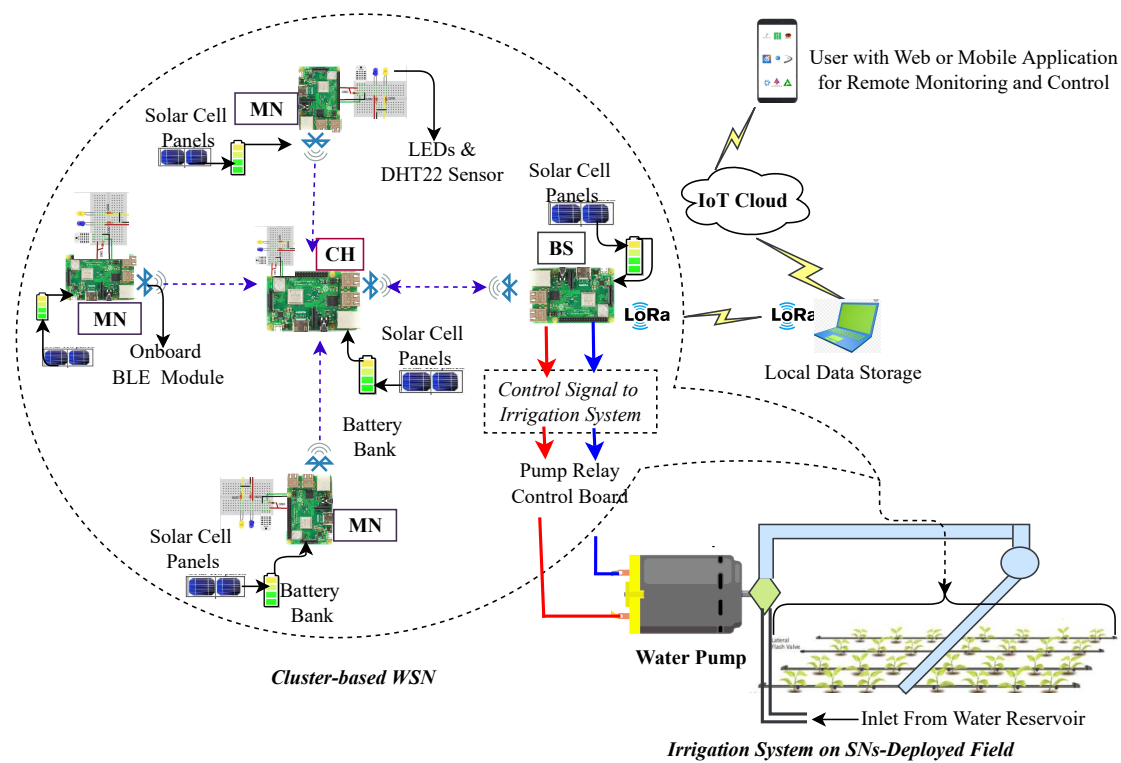 User with Web or Mobile Application
for Remote Monitoring and Control
MN
Solar Cell
Panels
LEDs &
DHT22 Sensor
Solar Cell
Panels
IoT Cloud
BS
CH
LoRa
LoRa
MN
Onboard
BLE Module
Solar Cell
Panels
Local Data Storage
Control Signal to
Irrigation System
Battery
Bank
Pump Relay
Control Board
MN
Solar Cell
Panels
Battery
Bank
Lateral
Flash Valve
Water Pump
Cluster-based WSN
Inlet From Water Reservoir
Irrigation System on SNs-Deployed Field